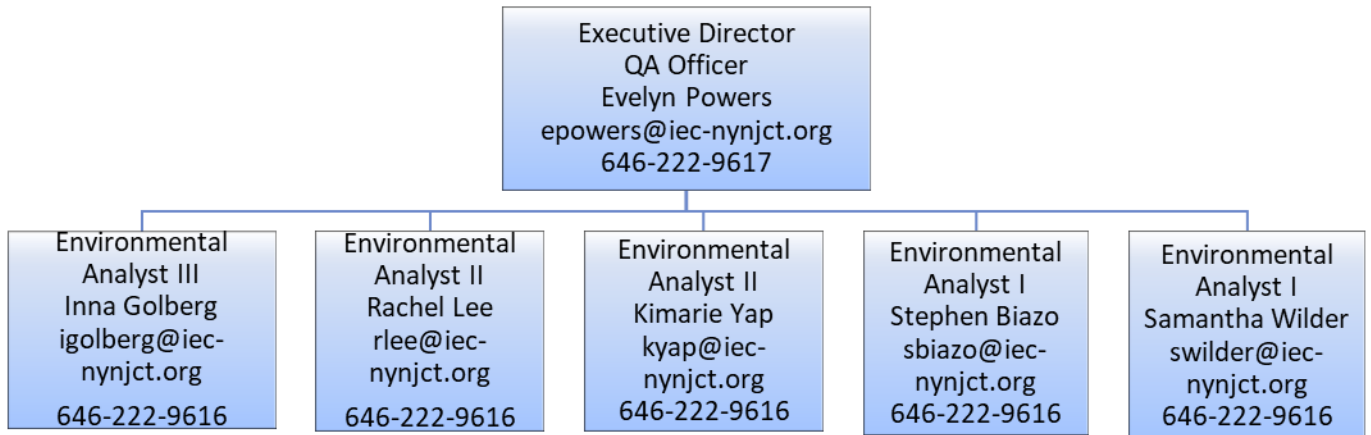 Executive Director
QA Officer
Evelyn Powers
epowers@iec-nynjct.org
646-222-9617
Environmental
Analyst III
Inna Golberg
igolberg@iec-
nynjct.org
646-222-9616
Environmental
Analyst II
Rachel Lee
rlee@iec-
nynjct.org
646-222-9616
Environmental
Analyst II
Kimarie Yap
kyap@iec-
nynjct.org
646-222-9616
Environmental
Analyst I
Stephen Biazo
sbiazo@iec-
nynjct.org
646-222-9616
Environmental
Analyst I
Samantha Wilder
swilder@iec-
nynjct.org
646-222-9616